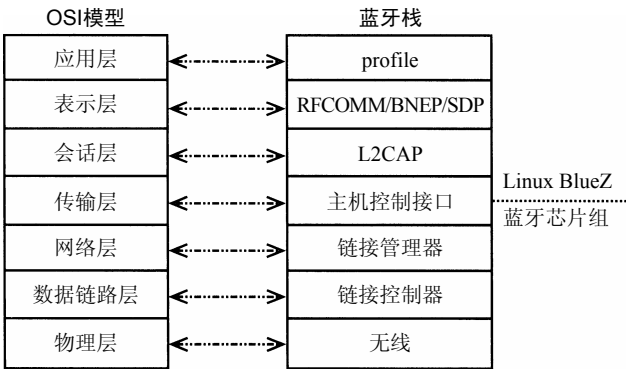 OSI模型
蓝牙栈
应用层
profile
表示层
RFCOMM/BNEP/SDP
会话层
L2CAP
传输层
主机控制接口
Linux BlueZ
蓝牙芯片组
网络层
链接管理器
数据链路层
链接控制器
物理层
无线